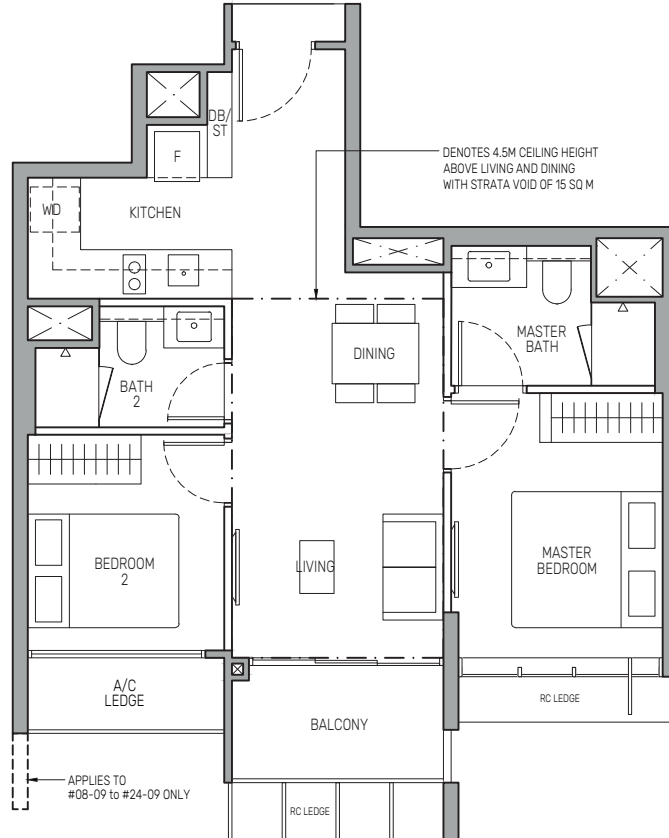 DB/
ST
F
DENOTES 4.5M CEILING HEIGHT
ABOVE LIVING AND DINING
WITH STRATA VOID OF 15 SQ M
WD
KITCHEN
DINING
MASTER
BATH
BATH
2
BEDROOM
2
LIVING
MASTER
BEDROOM
A/C
LEDGE
RC LEDGE
BALCONY
APPLIES TO
#08-09 to #24-09 ONLY
RC LEDGE